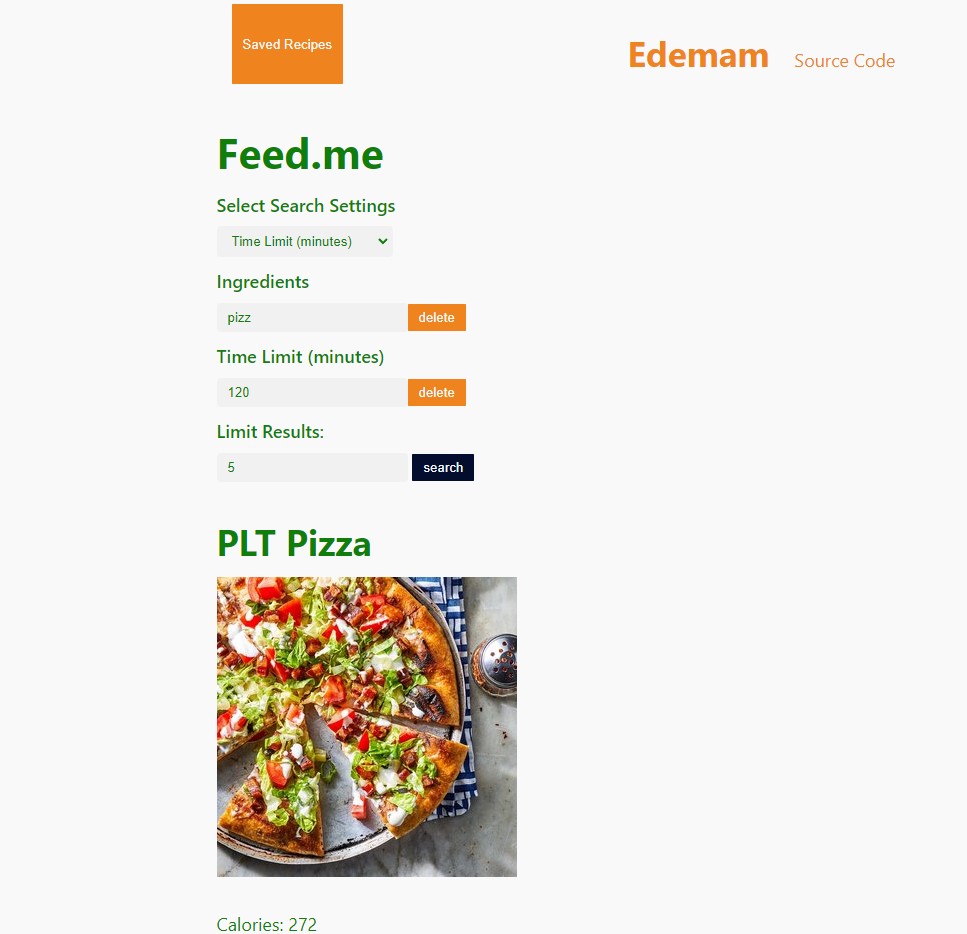 Saved Recipes
Edemam Source Code
Feed.me
Select Search Settings
Time Limit (minutes)
Ingredients
pizz delete
Time Limit (minutes)
120 delete
Limit Results:
5 search
PLT Pizza
Calories: 272